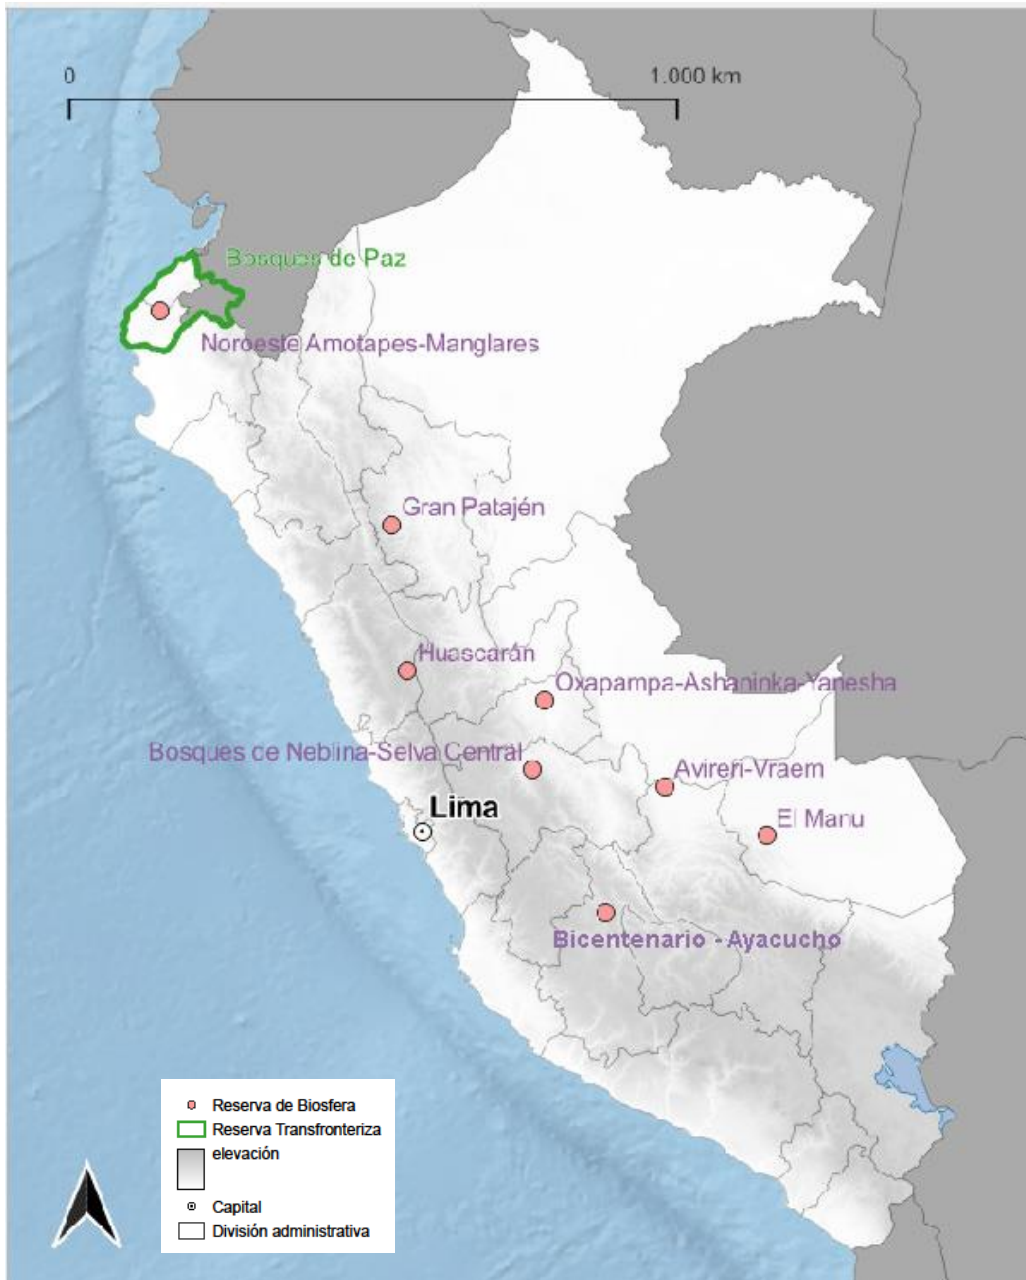 0
1.000 km
Bosques de Paz
Noroeste Amotapes-Manglares
Gran Patajén
Huascarán
Oxapampa-Ashaninka-Yanesha
Bosques de Neblina-Selva Central
Avireri-Vraem
Lima
El Manu
Bicentenario - Ayacucho
Reserva de Biosfera
Reserva Transfronteriza
elevación
Capital
División administrativa